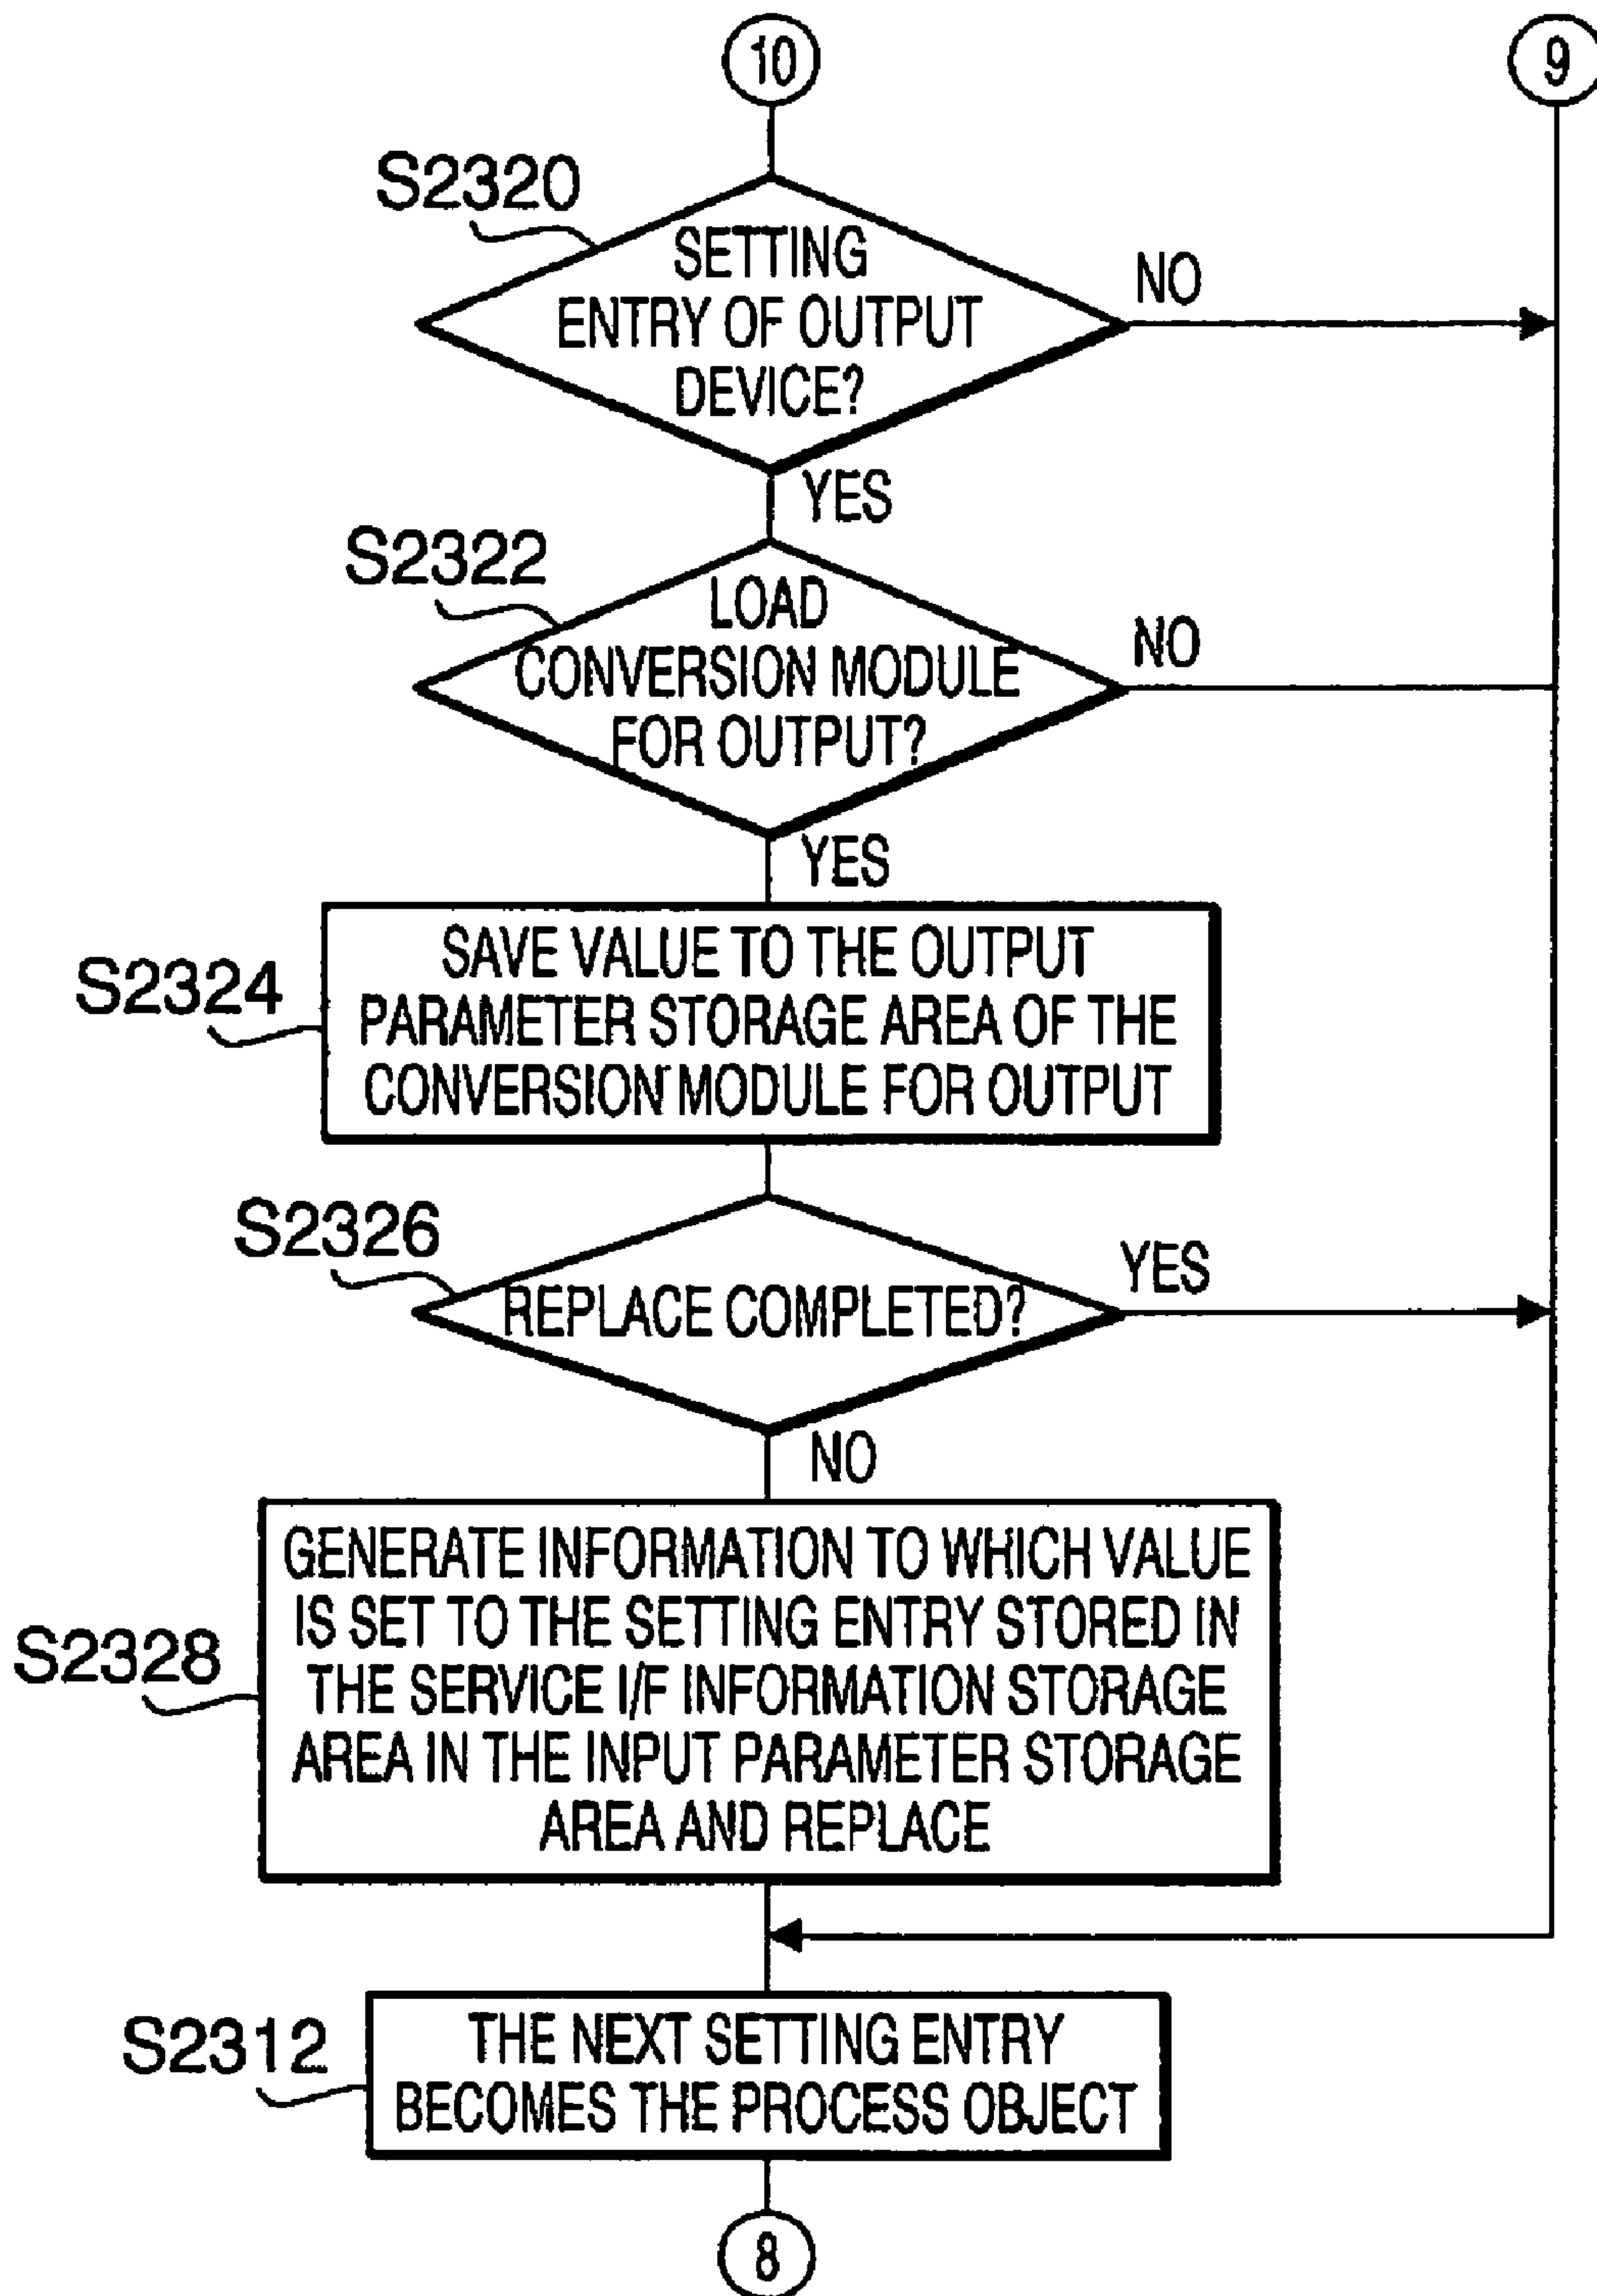 10
9
S2320
SETTING
ENTRY OF OUTPUT
DEVICE?
NO
YES
S2322
LOAD
CONVERSION MODULE
FOR OUTPUT?
NO
YES
S2324
SAVE VALUE TO THE OUTPUT
PARAMETER STORAGE AREA OF THE
CONVERSION MODULE FOR OUTPUT
S2326
REPLACE COMPLETED?
YES
NO
S2328
GENERATE INFORMATION TO WHICH VALUE
IS SET TO THE SETTING ENTRY STORED IN
THE SERVICE I/F INFORMATION STORAGE
AREA IN THE INPUT PARAMETER STORAGE
AREA AND REPLACE
S2312
THE NEXT SETTING ENTRY
BECOMES THE PROCESS OBJECT
8